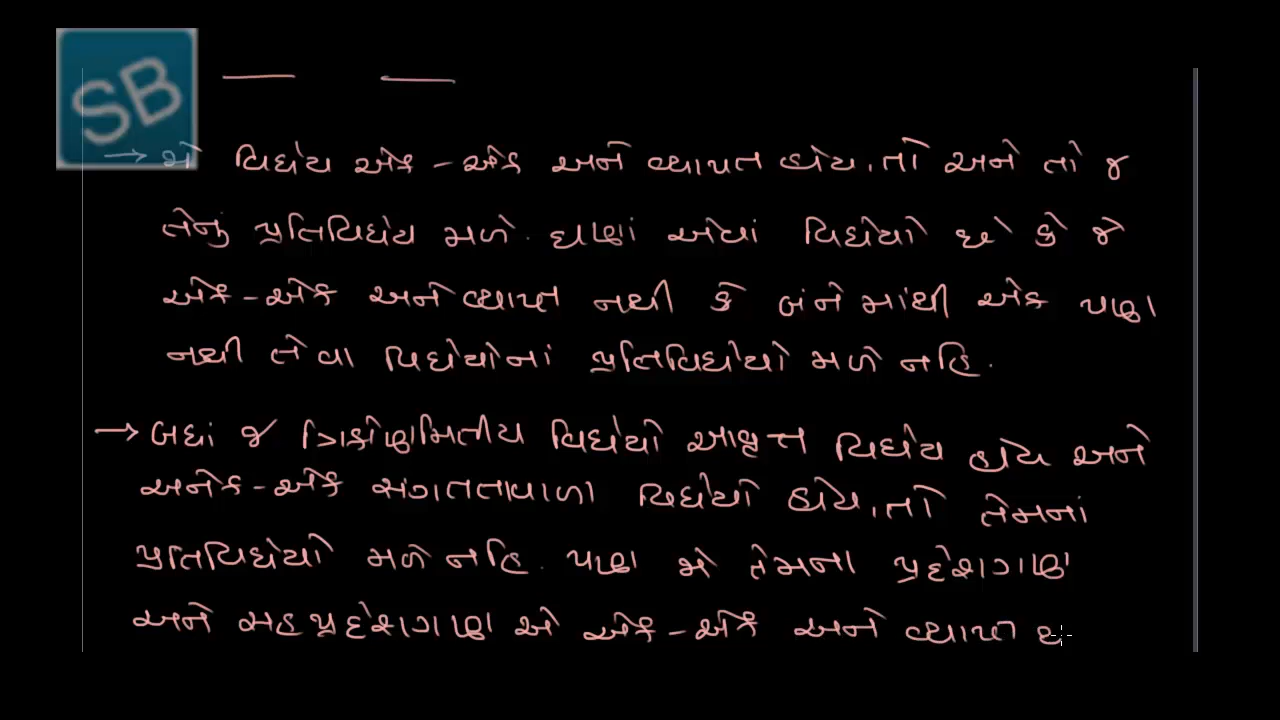 SB
→ જો વિધેય એક - એક અને વ્યાપ્ત હોય, તો અને તો જ
તેનું પ્રતિવિધેય મળે. ઘણાં એવાં વિધેયો છે કે જે
એક - એક અને વ્યાપ્ત નથી કે બંને માંથી એક પણ
નથી તે વા વિધેયોનાં પ્રતિવિધેયો મળે નહિ.
→ બધાં જ ત્રિકોણમિતીય વિધેયો આવૃત્ત વિધેય હોય અને
અનેક - એક સંગતતાવાળા વિધેયો હોય, તો તેમનાં
પ્રતિવિધેયો મળે નહિ. પણ જો તેમના પ્રદેશગણ
અને સહપ્રદેશગણ એ એક - એક અને વ્યાપ્ત